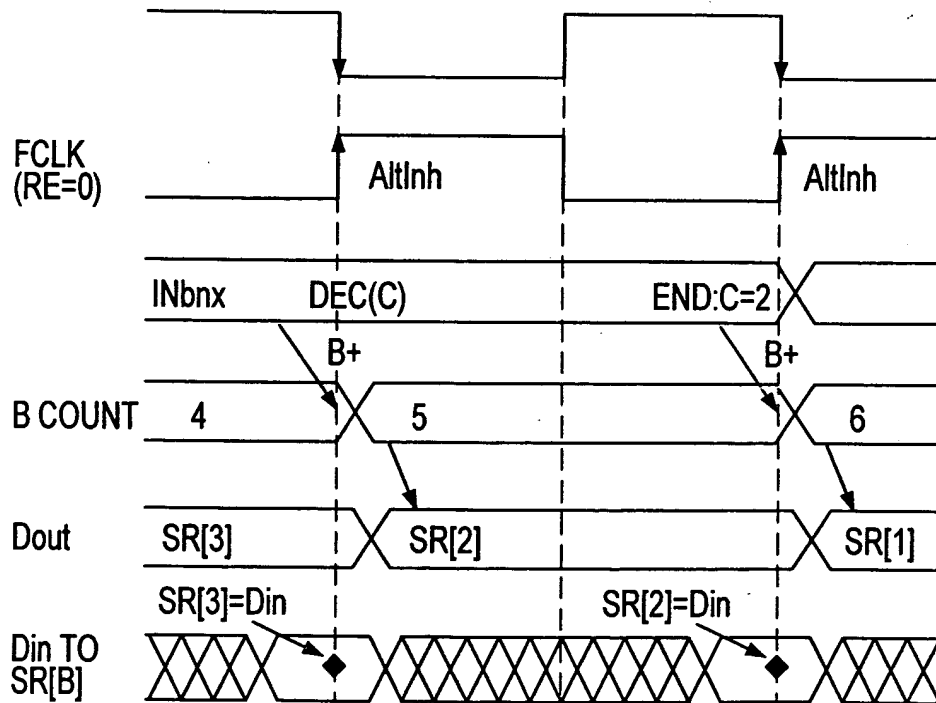 FCLK
(RE=0)
AltInh
AltInh
INbnx
DEC(C)
END:C=2
B+
B+
B COUNT
4
5
6
Dout
SR[3]
SR[2]
SR[1]
SR[3]=Din
SR[2]=Din
Din TO
SR[B]